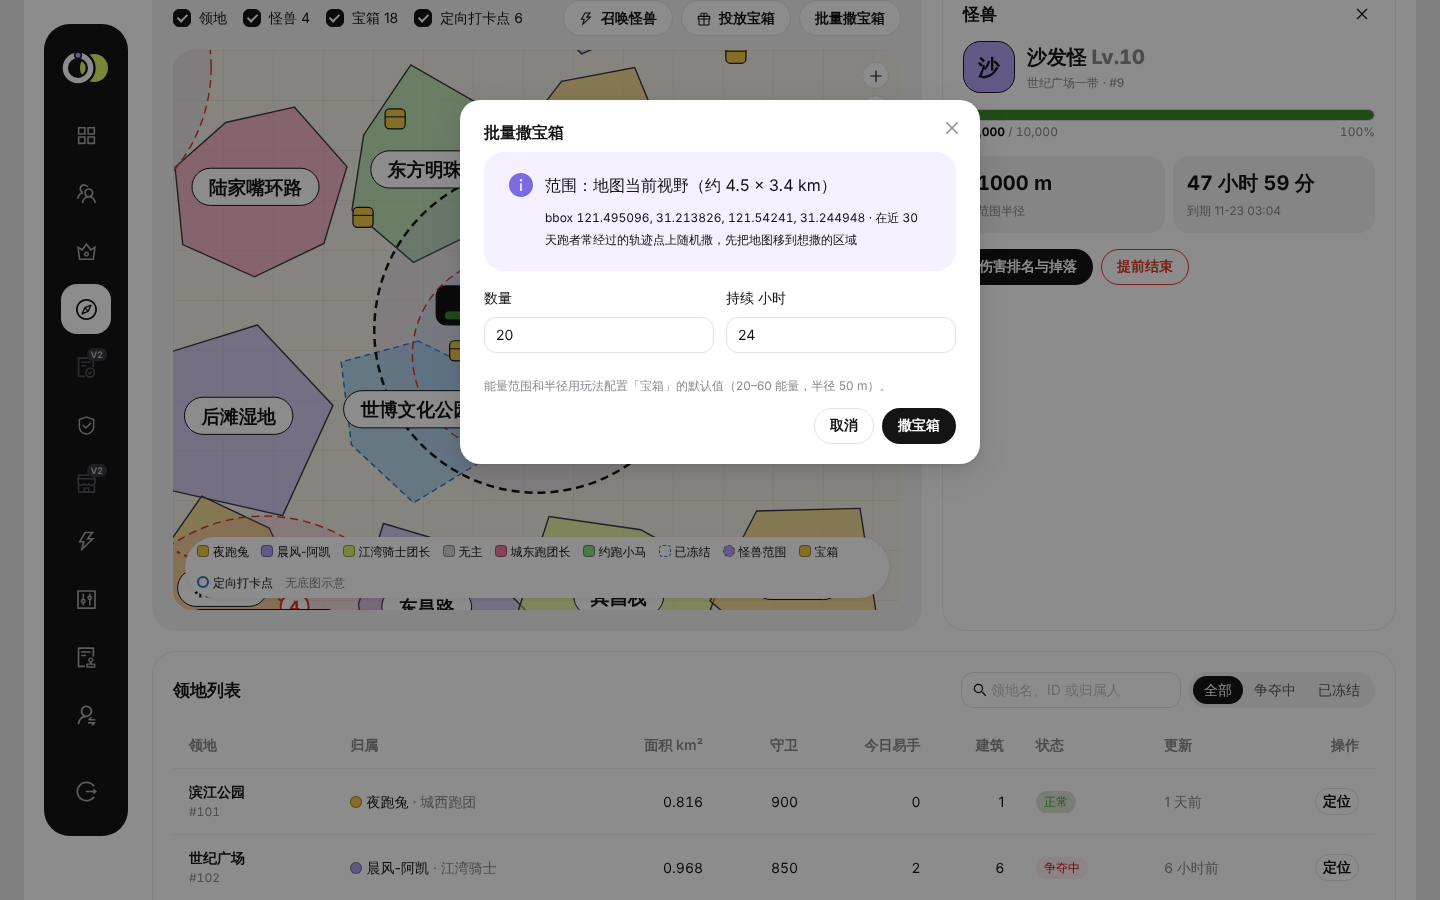 领地 怪兽 4 宝箱 18 定向打卡点 6
召唤怪兽 投放宝箱 批量撒宝箱
怪兽
沙
沙发怪 Lv.10
世纪广场一带 · #9
,000 / 10,000 100%
1000 m
范围半径
47 小时 59 分
到期 11-23 03:04
伤害排名与掉落 提前结束
V2
V2
陆家嘴环路
东方明珠
后滩湿地
世博文化公园
批量撒宝箱
范围：地图当前视野（约 4.5 × 3.4 km）
bbox 121.495096, 31.213826, 121.54241, 31.244948 · 在近 30
天跑者常经过的轨迹点上随机撒，先把地图移到想撒的区域
数量 持续 小时
20 24
能量范围和半径用玩法配置「宝箱」的默认值（20–60 能量，半径 50 m）。
取消 撒宝箱
夜跑兔 晨风-阿凯 江湾骑士团长 无主 城东跑团长 约跑小马 已冻结 怪兽范围 宝箱
定向打卡点 无底图示意
4
东昌路
其昌栈
领地列表
领地名、ID 或归属人
全部 争夺中 已冻结
领地 归属 面积 km² 守卫 今日易手 建筑 状态 更新 操作
滨江公园
#101
夜跑兔 · 城西跑团 0.816 900 0 1 正常 1 天前 定位
世纪广场
#102
晨风-阿凯 · 江湾骑士 0.968 850 2 6 争夺中 6 小时前 定位